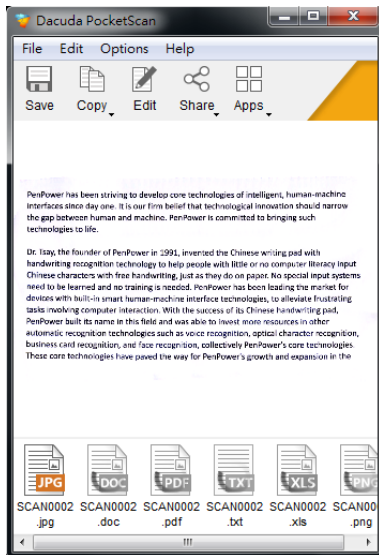 Dacuda PocketScan
File Edit Options Help
Save Copy Edit Share Apps
PenPower has been striving to develop core technologies of intelligent, human-machine
interfaces since day one. It is our firm belief that technological innovation should narrow
the gap between human and machine. PenPower is committed to bringing such
technologies to life.
Dr. Tsay, the founder of PenPower in 1991, invented the Chinese writing pad with
handwriting recognition technology to help people with little or no computer literacy input
Chinese characters with free handwriting, just as they do on paper. No special input systems
need to be learned and no training is needed. PenPower has been leading the market for
devices with built-in smart human-machine interface technologies, to alleviate frustrating
tasks involving computer interaction. With the success of its Chinese handwriting pad,
PenPower built its name in this field and was able to invest more resources in other
automatic recognition technologies such as voice recognition, optical character recognition,
business card recognition, and face recognition, collectively PenPower's core technologies
These core technologies have paved the way for PenPower's growth and expansion in the
JPG DOC PDF TXT XLS PNG
SCAN0002 SCAN0002 SCAN0002 SCAN0002 SCAN0002 SCAN00
.jpg .doc .pdf .txt .xls .png